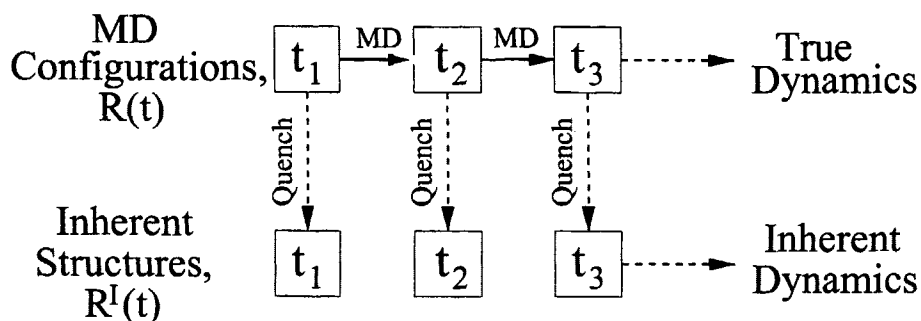 MD
Configurations,
R(t)
t₁
MD
t₂
MD
t₃
True
Dynamics
Quench
Quench
Quench
Inherent
Structures,
Rᴵ(t)
t₁
t₂
t₃
Inherent
Dynamics